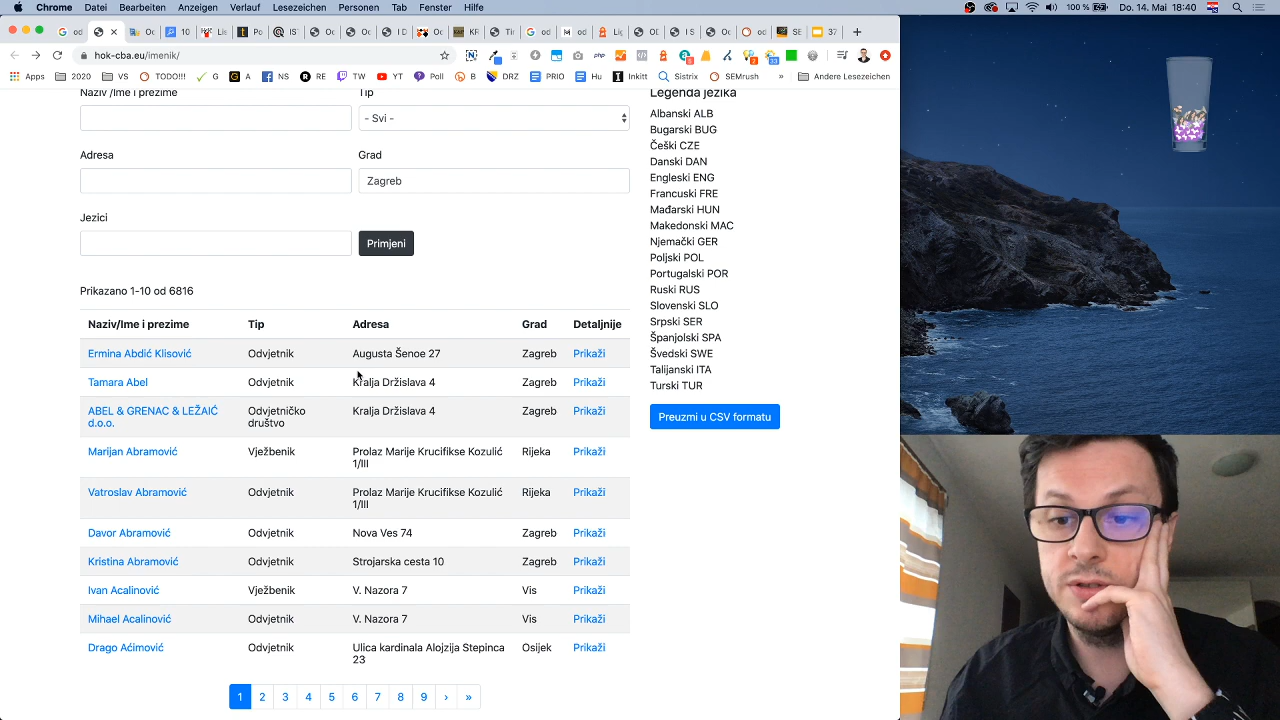 Chrome Datei Bearbeiten Anzeigen Verlauf Lesezeichen Personen Tab Fenster Hilfe 100 % Do. 14. Mai 18:40
hok-cba.eu/imenik/
Apps 2020 VS TODO!!! G A FS RE TW YT Poll B DRZ PRIO Hu Inkitt Sistrix SEMrush » Andere Lesezeichen
Naziv /Ime i prezime
Tip
- Svi -
Adresa
Grad
Zagreb
Jezici
Primjeni
Prikazano 1-10 od 6816
Naziv/Ime i prezime Tip Adresa Grad Detaljnije
Ermina Abdić Klisović Odvjetnik Augusta Šenoe 27 Zagreb Prikaži
Tamara Abel Odvjetnik Kralja Držislava 4 Zagreb Prikaži
ABEL & GRENAC & LEŽAIĆ Odvjetničko Kralja Držislava 4 Zagreb Prikaži
d.o.o. društvo
Marijan Abramović Vježbenik Prolaz Marije Krucifikse Kozulić Rijeka Prikaži
1/III
Vatroslav Abramović Odvjetnik Prolaz Marije Krucifikse Kozulić Rijeka Prikaži
1/III
Davor Abramović Odvjetnik Nova Ves 74 Zagreb Prikaži
Kristina Abramović Odvjetnik Strojarska cesta 10 Zagreb Prikaži
Ivan Acalinović Vježbenik V. Nazora 7 Vis Prikaži
Mihael Acalinović Odvjetnik V. Nazora 7 Vis Prikaži
Drago Aćimović Odvjetnik Ulica kardinala Alojzija Stepinca Osijek Prikaži
23
1 2 3 4 5 6 7 8 9 › »
Legenda jezika
Albanski ALB
Bugarski BUG
Češki CZE
Danski DAN
Engleski ENG
Francuski FRE
Mađarski HUN
Makedonski MAC
Njemački GER
Poljski POL
Portugalski POR
Ruski RUS
Slovenski SLO
Srpski SER
Španjolski SPA
Švedski SWE
Talijanski ITA
Turski TUR
Preuzmi u CSV formatu